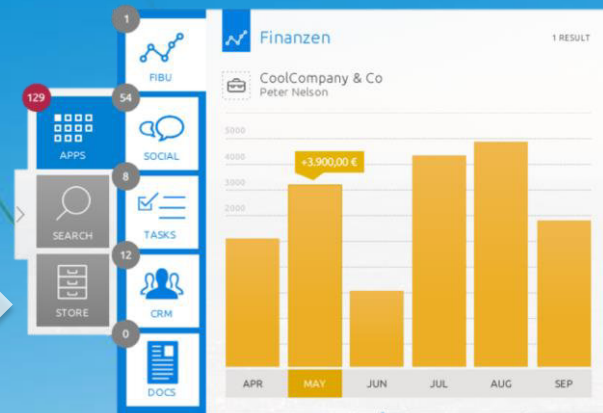 1
FIBU
129
APPS
54
SOCIAL
8
TASKS
SEARCH
12
CRM
STORE
0
DOCS
Finanzen
1 RESULT
CoolCompany & Co
Peter Nelson
5000
4000
3000
2000
+3.900,00 €
APR MAY JUN JUL AUG SEP